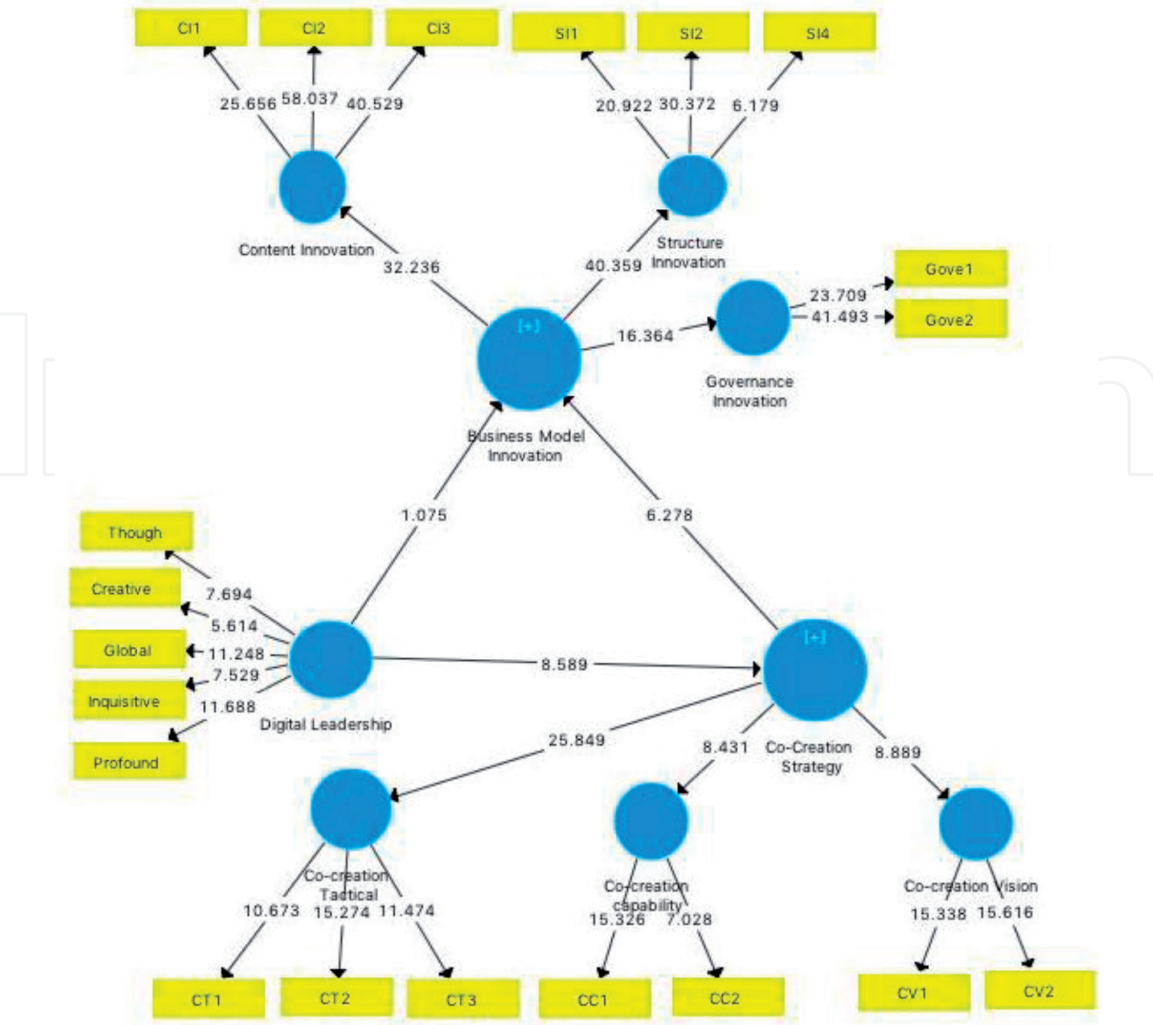 CI1
CI2
CI3
SI1
SI2
SI4
25.656
58.037
40.529
20.922
30.372
6.179
Content Innovation
Structure
Innovation
32.236
40.359
Gove1
23.709
41.493
Gove2
[+]
16.364
Governance
Innovation
Business Model
Innovation
1.075
6.278
Though
Creative
Global
Inquisitive
Profound
7.694
5.614
11.248
7.529
11.688
Digital Leadership
8.589
[+]
Co-Creation
Strategy
25.849
8.431
8.889
Co-creation
Tactical
Co-creation
capability
Co-creation Vision
10.673
15.274
11.474
15.326
7.028
15.338
15.616
CT1
CT2
CT3
CC1
CC2
CV1
CV2